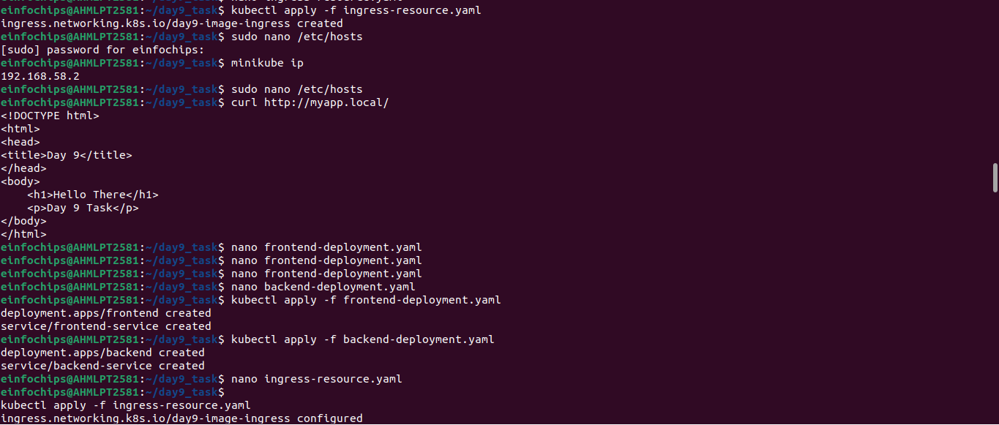 einfochips@AHMLPT2581:~/day9_task$ kubectl apply -f ingress-resource.yaml
ingress.networking.k8s.io/day9-image-ingress created
einfochips@AHMLPT2581:~/day9_task$ sudo nano /etc/hosts
[sudo] password for einfochips:
einfochips@AHMLPT2581:~/day9_task$ minikube ip
192.168.58.2
einfochips@AHMLPT2581:~/day9_task$ sudo nano /etc/hosts
einfochips@AHMLPT2581:~/day9_task$ curl http://myapp.local/
<!DOCTYPE html>
<html>
<head>
<title>Day 9</title>
</head>
<body>
    <h1>Hello There</h1>
    <p>Day 9 Task</p>
</body>
</html>
einfochips@AHMLPT2581:~/day9_task$ nano frontend-deployment.yaml
einfochips@AHMLPT2581:~/day9_task$ nano frontend-deployment.yaml
einfochips@AHMLPT2581:~/day9_task$ nano frontend-deployment.yaml
einfochips@AHMLPT2581:~/day9_task$ nano backend-deployment.yaml
einfochips@AHMLPT2581:~/day9_task$ kubectl apply -f frontend-deployment.yaml
deployment.apps/frontend created
service/frontend-service created
einfochips@AHMLPT2581:~/day9_task$ kubectl apply -f backend-deployment.yaml
deployment.apps/backend created
service/backend-service created
einfochips@AHMLPT2581:~/day9_task$ nano ingress-resource.yaml
einfochips@AHMLPT2581:~/day9_task$
kubectl apply -f ingress-resource.yaml
ingress.networking.k8s.io/day9-image-ingress configured